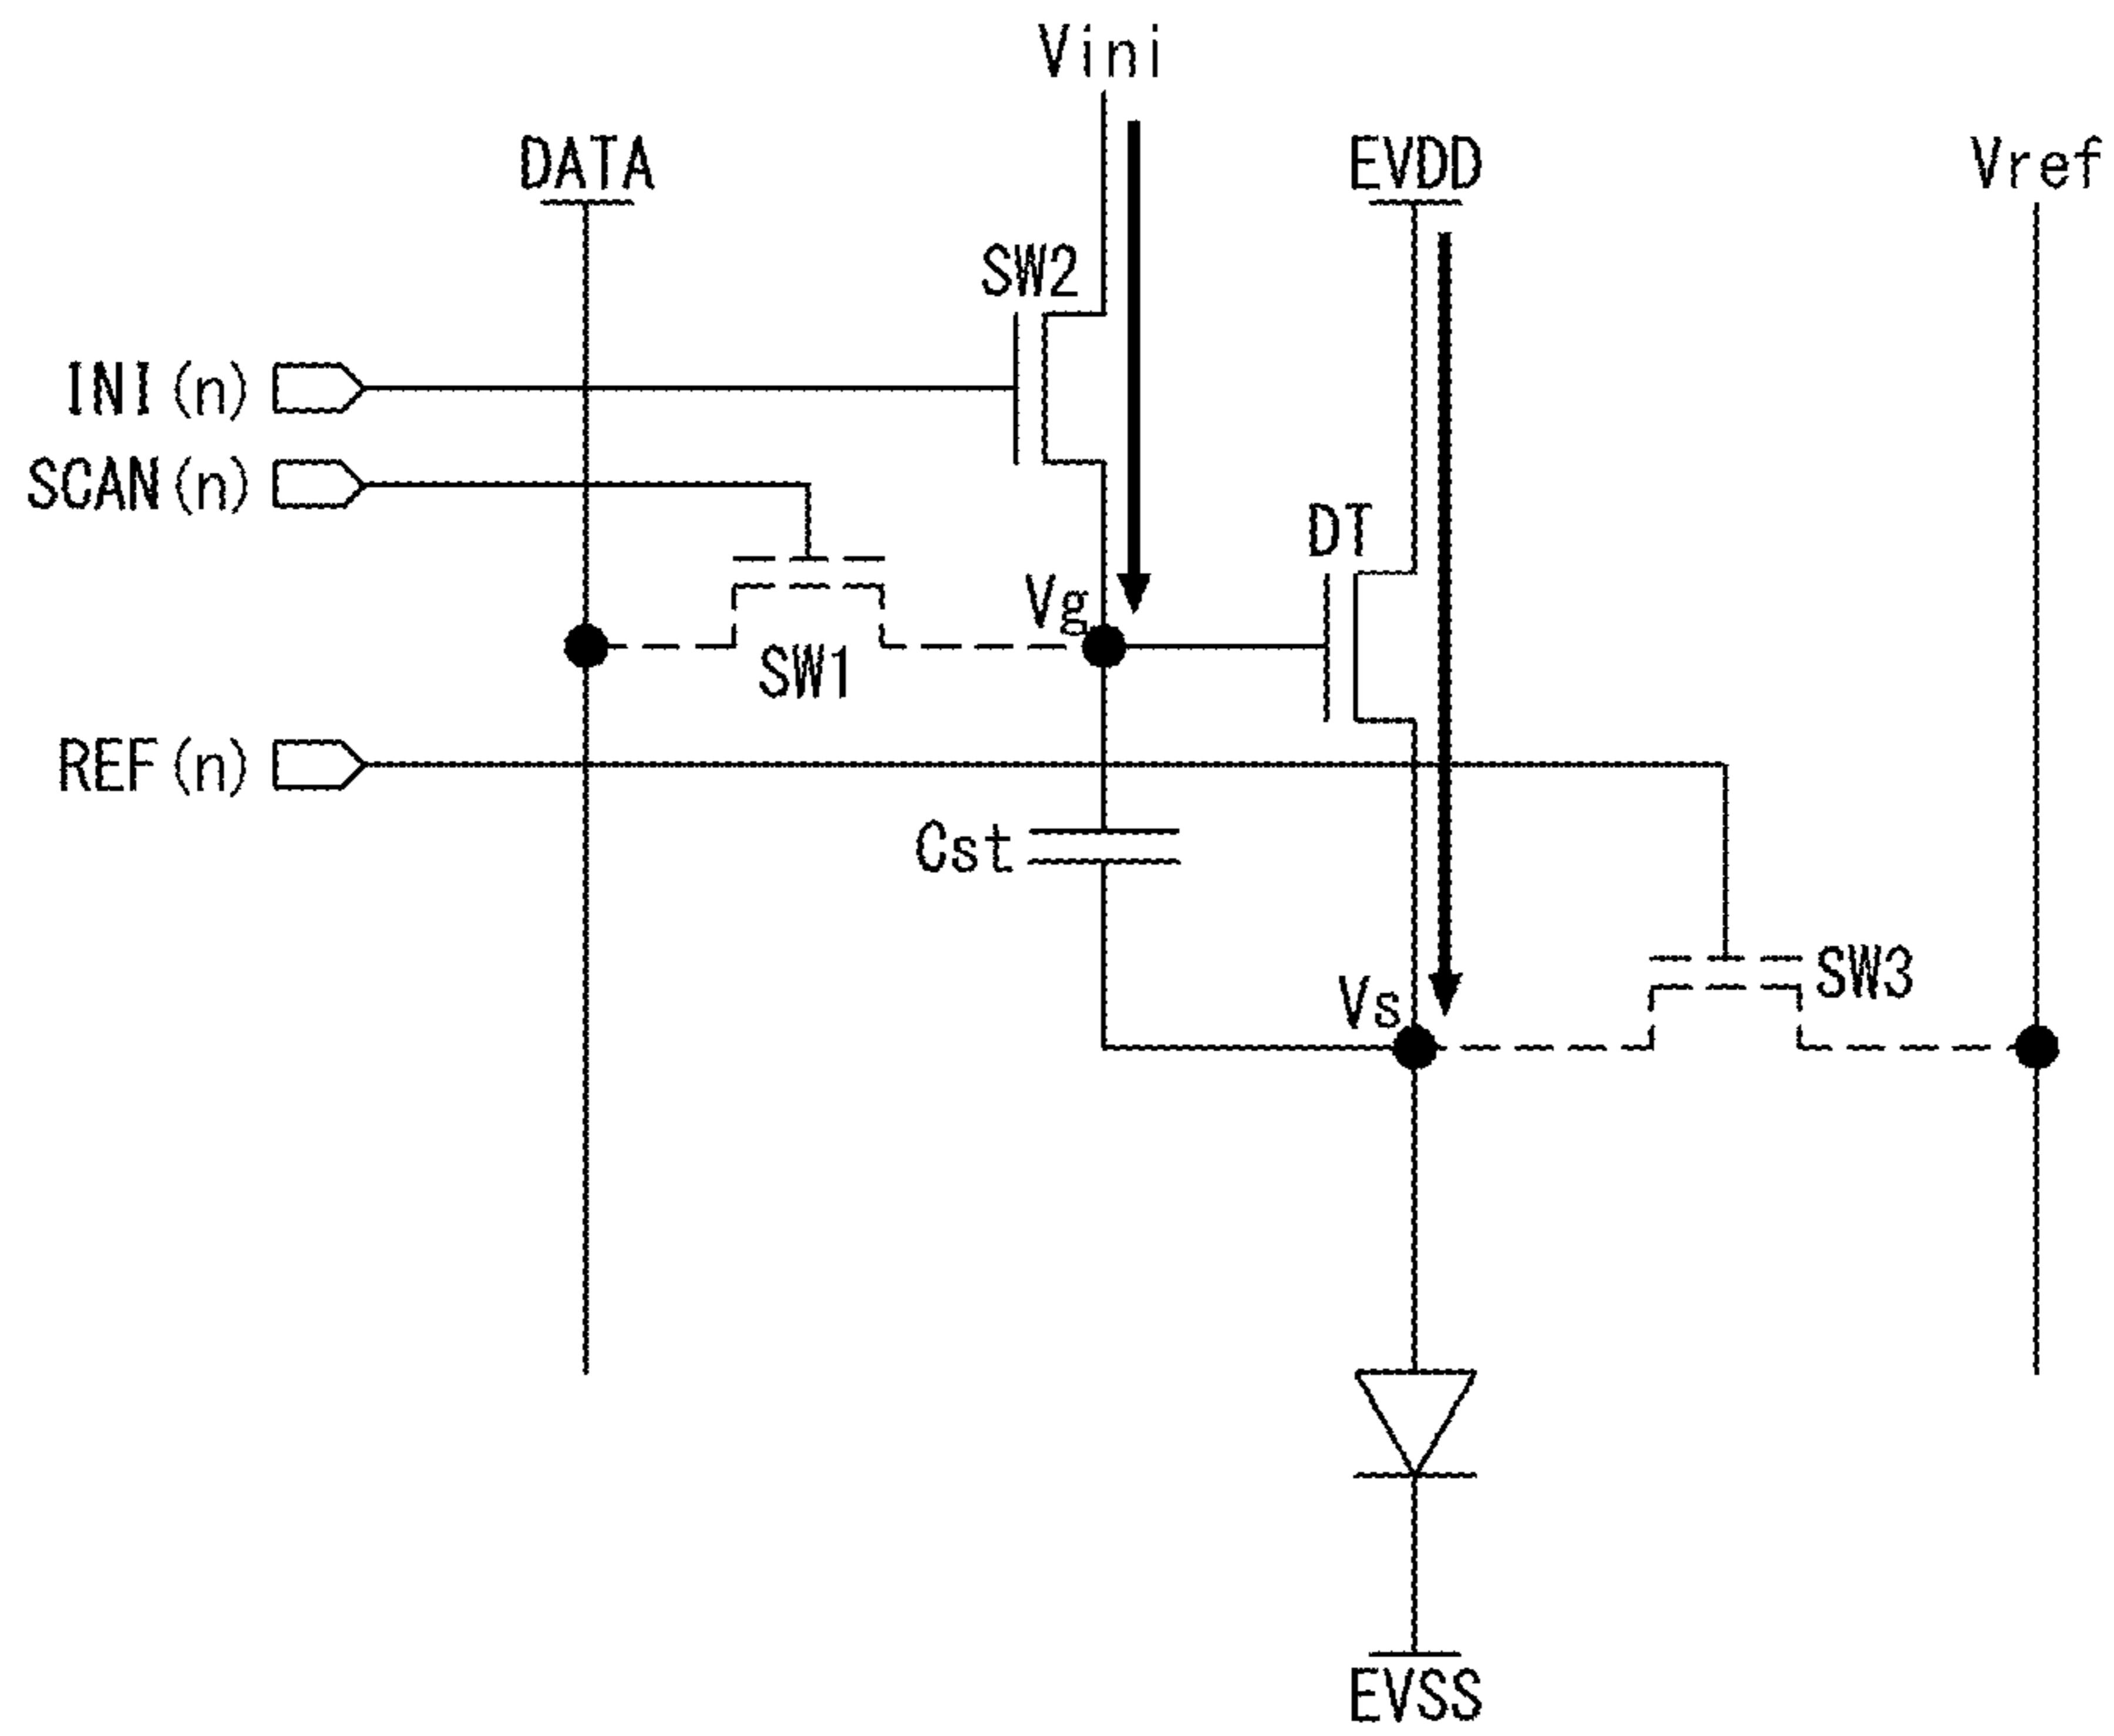 Vini
DATA
EVDD
Vref
SW2
INI(n)
SCAN(n)
DT
Vg
SW1
REF(n)
Cst
SW3
Vs
EVSS